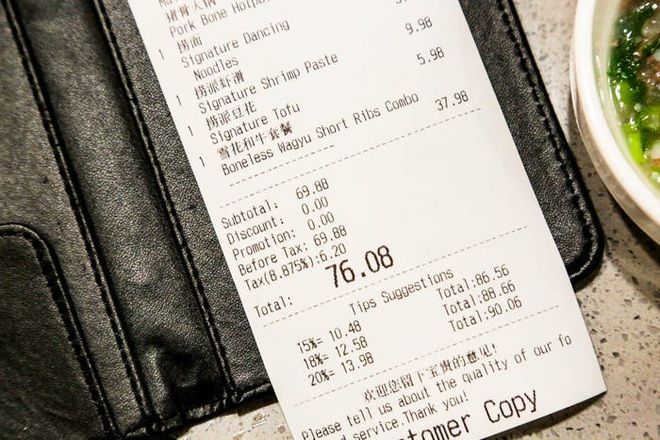 Pork Bone Hotpo
1 捞面
Signature Dancing
Noodles
1 捞派虾滑 9.98
Signature Shrimp Paste
1 捞派豆花 5.98
Signature Tofu
1 雪花和牛套餐 37.98
Boneless Wagyu Short Ribs Combo
Subtotal: 69.88
Discount: 0.00
Promotion: 0.00
Before Tax: 69.88
Tax(8.875%):6.20
Total: 76.08
Tips Suggestions
15%= 10.48 Total:86.56
18%= 12.58 Total:88.66
20%= 13.98 Total:90.06
欢迎您留下宝贵的意见!
Please tell us about the quality of our fo
service.Thank you!
Copy